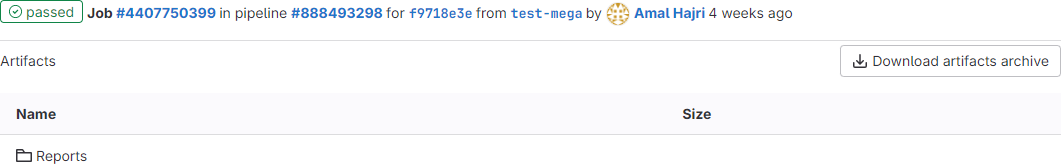 passed Job #4407750399 in pipeline #888493298 for f9718e3e from test-mega by Amal Hajri 4 weeks ago
Artifacts Download artifacts archive
Name Size
Reports